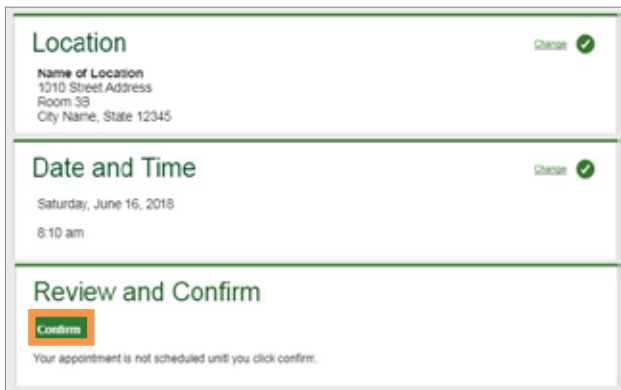 Location
Change
Name of Location
1010 Street Address
Room 3B
City Name, State 12345
Date and Time
Change
Saturday, June 16, 2018
8:10 am
Review and Confirm
Confirm
Your appointment is not scheduled until you click confirm.